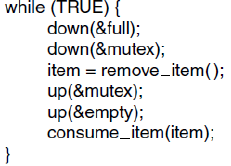 while (TRUE) {
down(&full);
down(&mutex);
item = remove_item();
up(&mutex);
up(&empty);
consume_item(item);
}